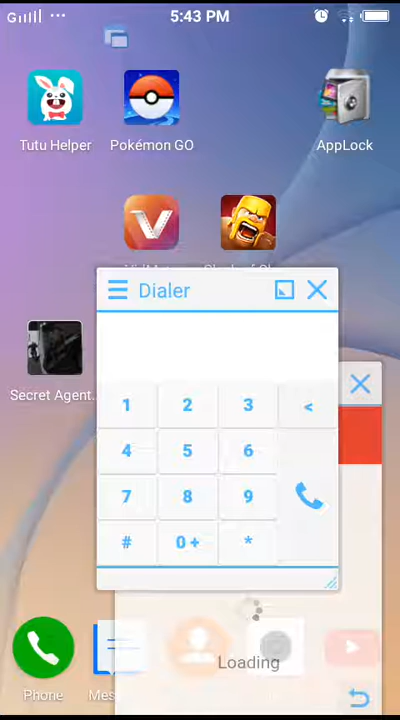 5:43 PM
Tutu Helper
Pokémon GO
AppLock
Dialer
1 2 3 <
Secret Agent...
4 5 6
7 8 9
# 0 + *
Loading
Phone
Mes